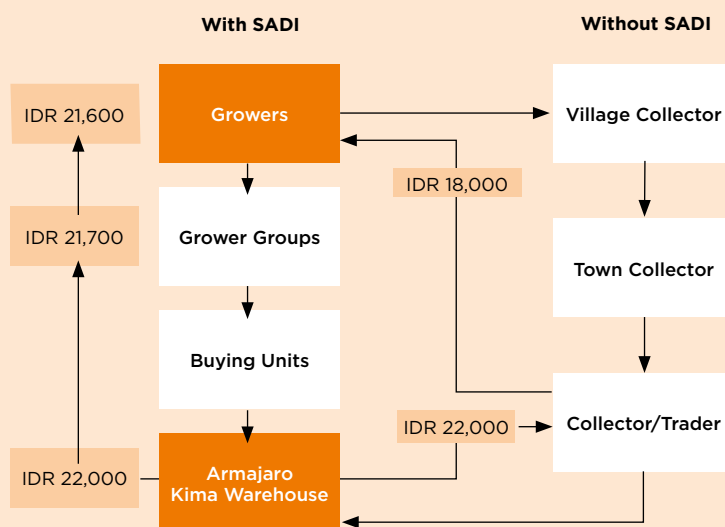 With SADI
Without SADI
IDR 21,600
Growers
Village Collector
IDR 18,000
IDR 21,700
Grower Groups
Town Collector
Buying Units
IDR 22,000
Collector/Trader
IDR 22,000
Armajaro
Kima Warehouse